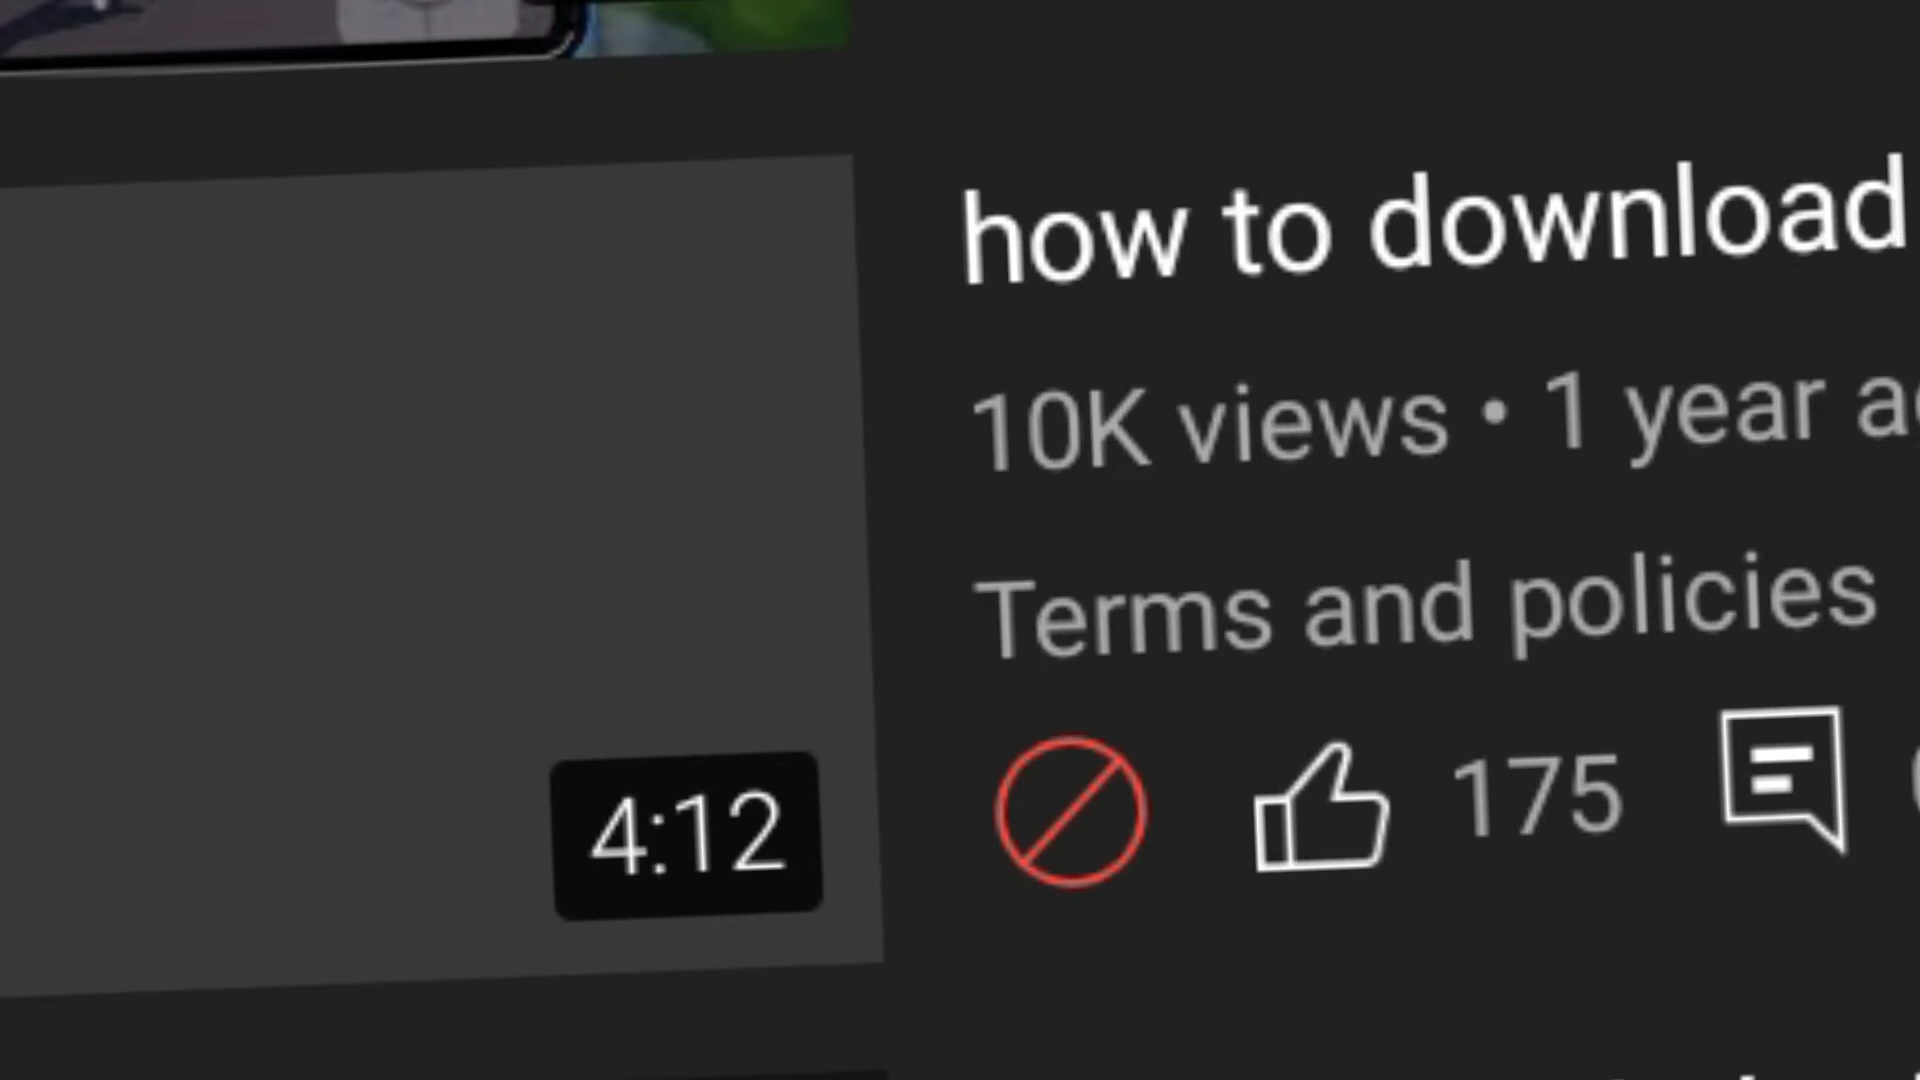 how to download
10K views • 1 year
Terms and policies
175
4:12